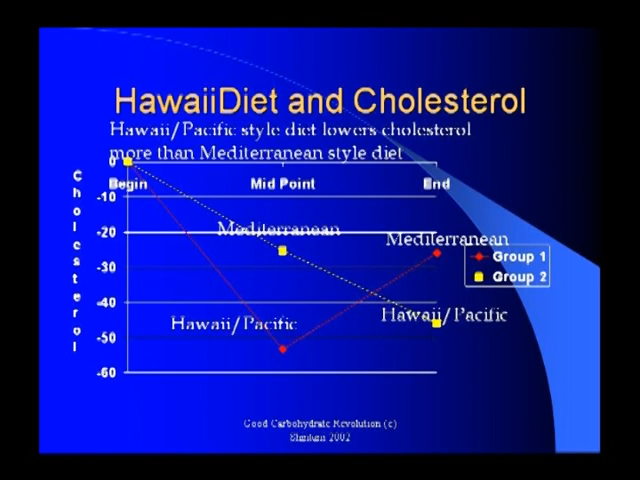 HawaiiDiet and Cholesterol
Hawaii/Pacific style diet lowers cholesterol
more than Mediterranean style diet
Cholesterol
0
-10
-20
-30
-40
-50
-60
Begin
Mid Point
End
Mediterranean
Mediterranean
Hawaii/Pacific
Hawaii/Pacific
Group 1
Group 2
Good Carbohydrate Revolution (c)
Shintani 2002